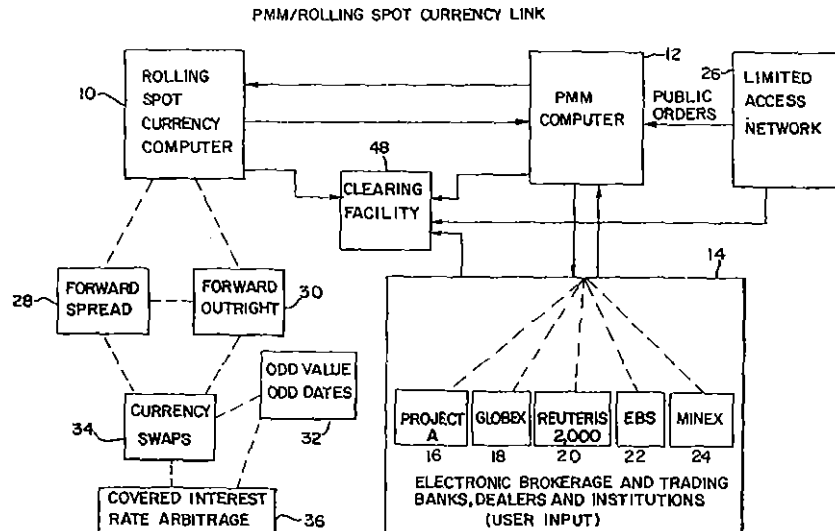 PMM/ROLLING SPOT CURRENCY LINK
10
ROLLING
SPOT
CURRENCY
COMPUTER
12
PMM
COMPUTER
PUBLIC
ORDERS
26
LIMITED
ACCESS
NETWORK
48
CLEARING
FACILITY
14
28
FORWARD
SPREAD
FORWARD
OUTRIGHT
30
ODD VALUE
ODD DATES
32
34
CURRENCY
SWAPS
COVERED INTEREST
RATE ARBITRAGE
36
PROJECT
A
16
GLOBEX
18
REUTERIS
2,000
20
EBS
22
MINEX
24
ELECTRONIC BROKERAGE AND TRADING
BANKS, DEALERS AND INSTITUTIONS
(USER INPUT)